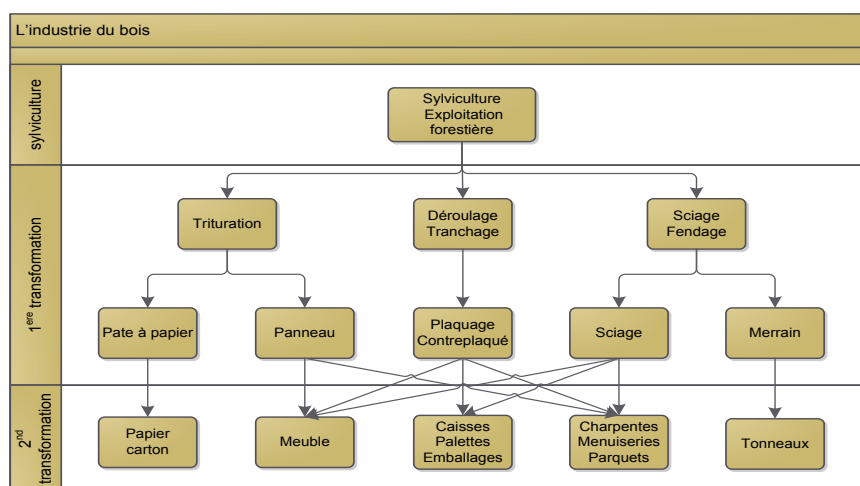 L'industrie du bois
sylviculture
Sylviculture
Exploitation
forestière
1ere transformation
Trituration
Déroulage
Tranchage
Sciage
Fendage
Pate à papier
Panneau
Plaquage
Contreplaqué
Sciage
Merrain
2nd
transformation
Papier
carton
Meuble
Caisses
Palettes
Emballages
Charpentes
Menuiseries
Parquets
Tonneaux